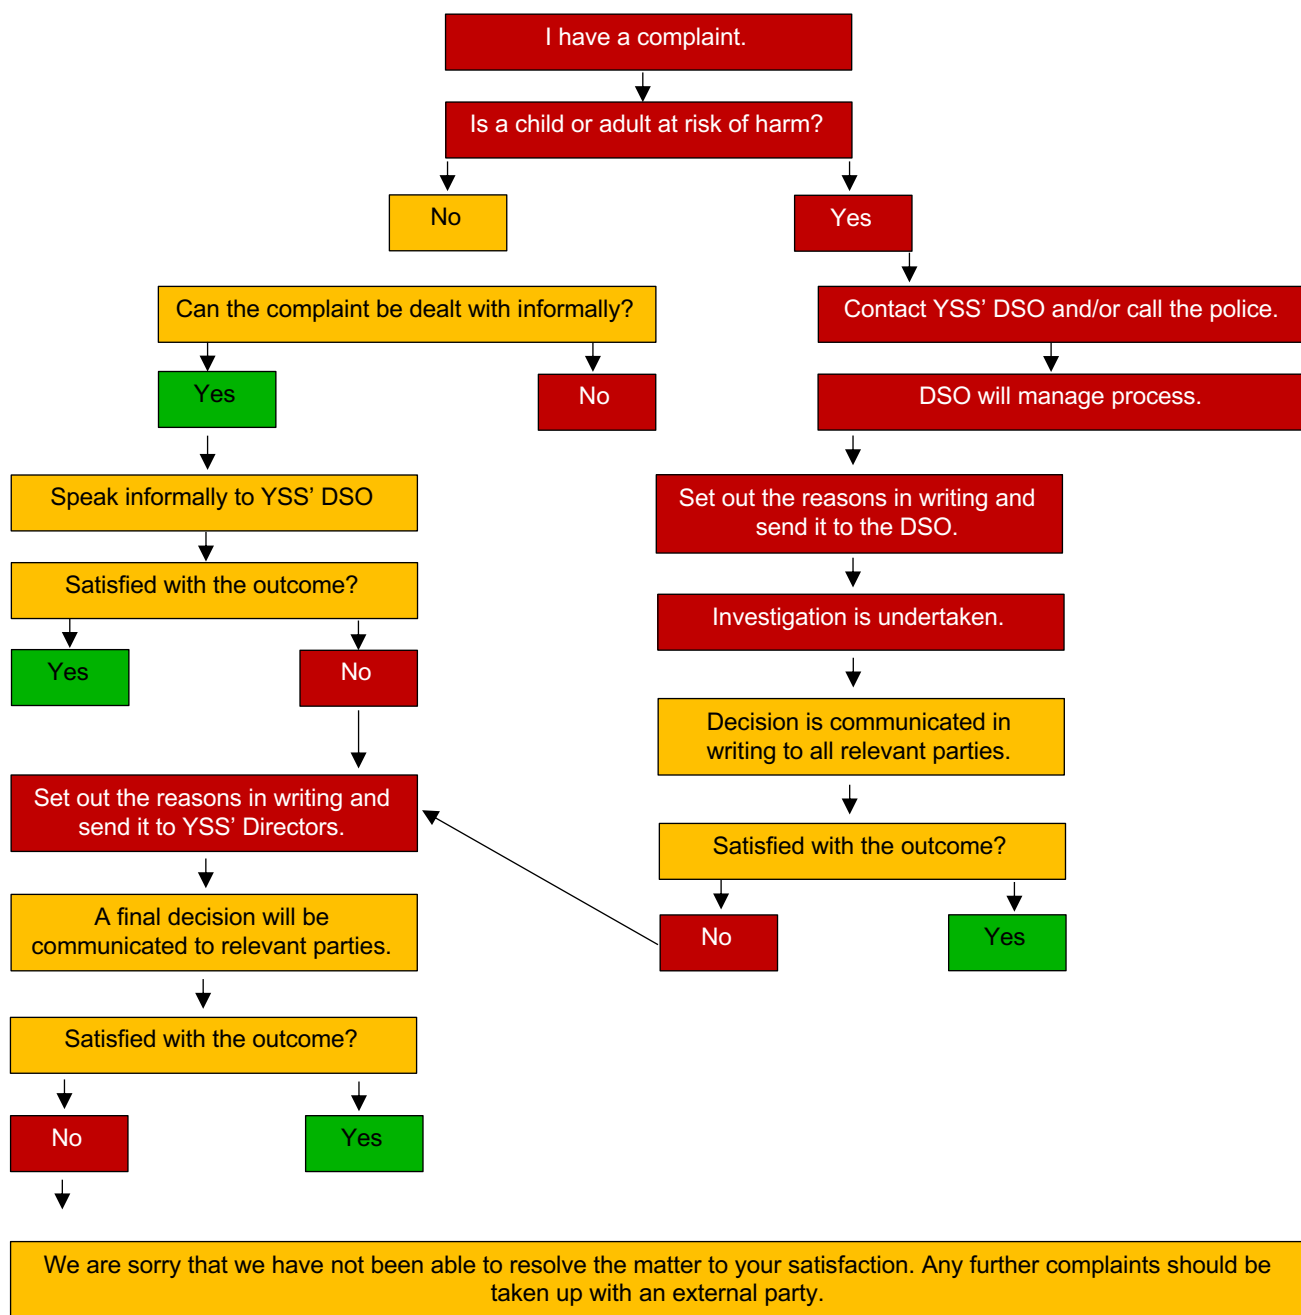 I have a complaint.
Is a child or adult at risk of harm?
No
Yes
Can the complaint be dealt with informally?
Contact YSS’ DSO and/or call the police.
Yes
No
DSO will manage process.
Speak informally to YSS’ DSO
Set out the reasons in writing and
send it to the DSO.
Satisfied with the outcome?
Investigation is undertaken.
Yes
No
Decision is communicated in
writing to all relevant parties.
Set out the reasons in writing and
send it to YSS’ Directors.
Satisfied with the outcome?
A final decision will be
communicated to relevant parties.
No
Yes
Satisfied with the outcome?
No
Yes
We are sorry that we have not been able to resolve the matter to your satisfaction. Any further complaints should be
taken up with an external party.